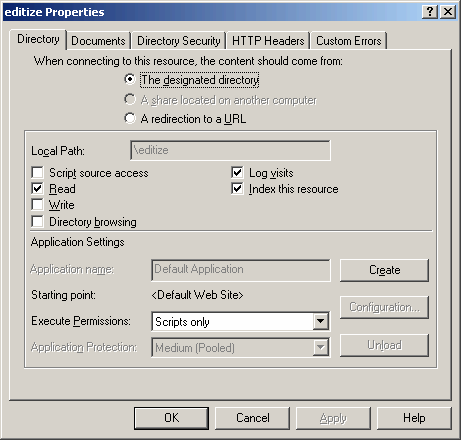 editize Properties
Directory Documents Directory Security HTTP Headers Custom Errors
When connecting to this resource, the content should come from:
The designated directory
A share located on another computer
A redirection to a URL
Local Path: \editize
Script source access Log visits
Read Index this resource
Write
Directory browsing
Application Settings
Application name: Default Application Create
Starting point: <Default Web Site>
Execute Permissions: Scripts only Configuration...
Application Protection: Medium (Pooled) Unload
OK Cancel Apply Help